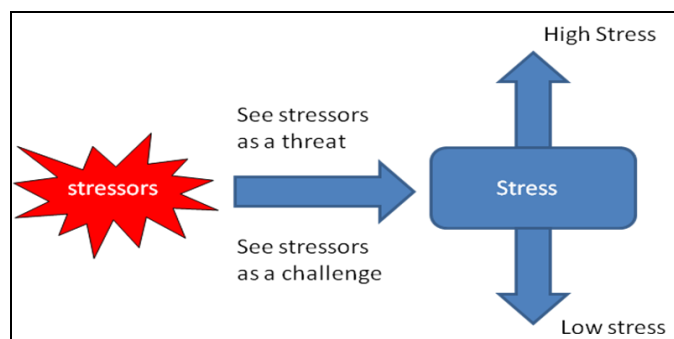 High Stress
See stressors
as a threat
stressors
Stress
See stressors
as a challenge
Low stress